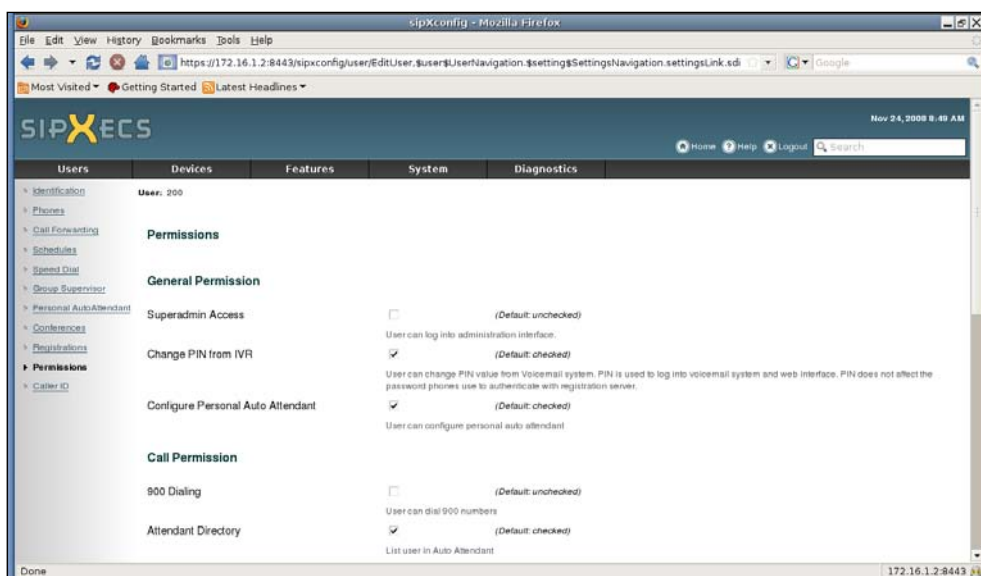 sipXconfig - Mozilla Firefox
File Edit View History Bookmarks Tools Help
https://172.16.1.2:8443/sipxconfig/user/EditUser,$user$UserNavigation.$setting$SettingsNavigation.settingsLink.sdi
Google
Most Visited Getting Started Latest Headlines
SIPXECS
Nov 24, 2008 8:49 AM
Home Help Logout Search
Users Devices Features System Diagnostics
Identification
Phones
Call Forwarding
Schedules
Speed Dial
Group Supervisor
Personal AutoAttendant
Conferences
Registrations
Permissions
Caller ID
User: 200
Permissions
General Permission
Superadmin Access (Default: unchecked)
User can log into administration interface.
Change PIN from IVR (Default: checked)
User can change PIN value from Voicemail system. PIN is used to log into voicemail system and web interface. PIN does not affect the
password phones use to authenticate with registration server.
Configure Personal Auto Attendant (Default: checked)
User can configure personal auto attendant
Call Permission
900 Dialing (Default: unchecked)
User can dial 900 numbers
Attendant Directory (Default: checked)
List user in Auto Attendant
Done
172.16.1.2:8443